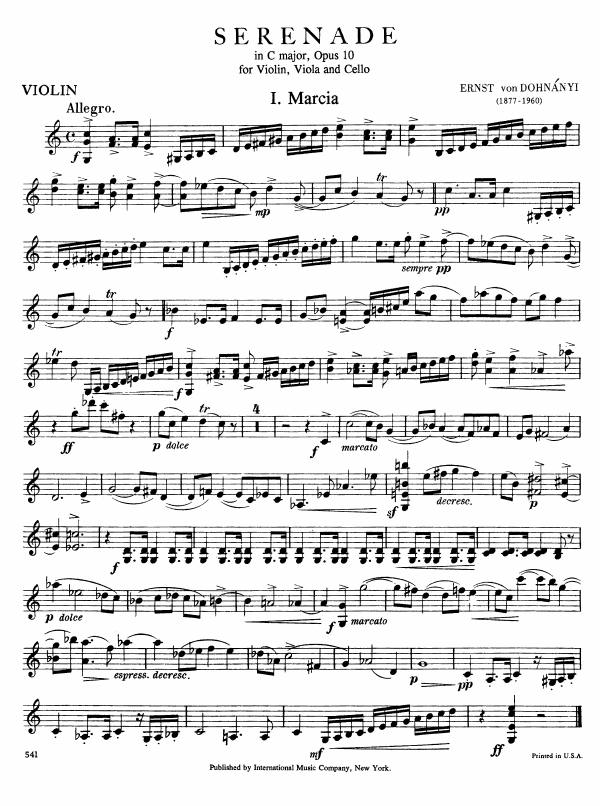 SERENADE
in C major, Opus 10
for Violin, Viola and Cello
VIOLIN
ERNST von DOHNÁNYI
(1877-1960)
Allegro.
I. Marcia
f
mp
tr
pp
sempre pp
tr
f
tr
f
ff
p dolce
tr
4
f
marcato
sf
decresc.
p
f
p dolce
f
marcato
espress. decresc.
p
pp
mf
ff
541
Printed in U.S.A.
Published by International Music Company, New York.